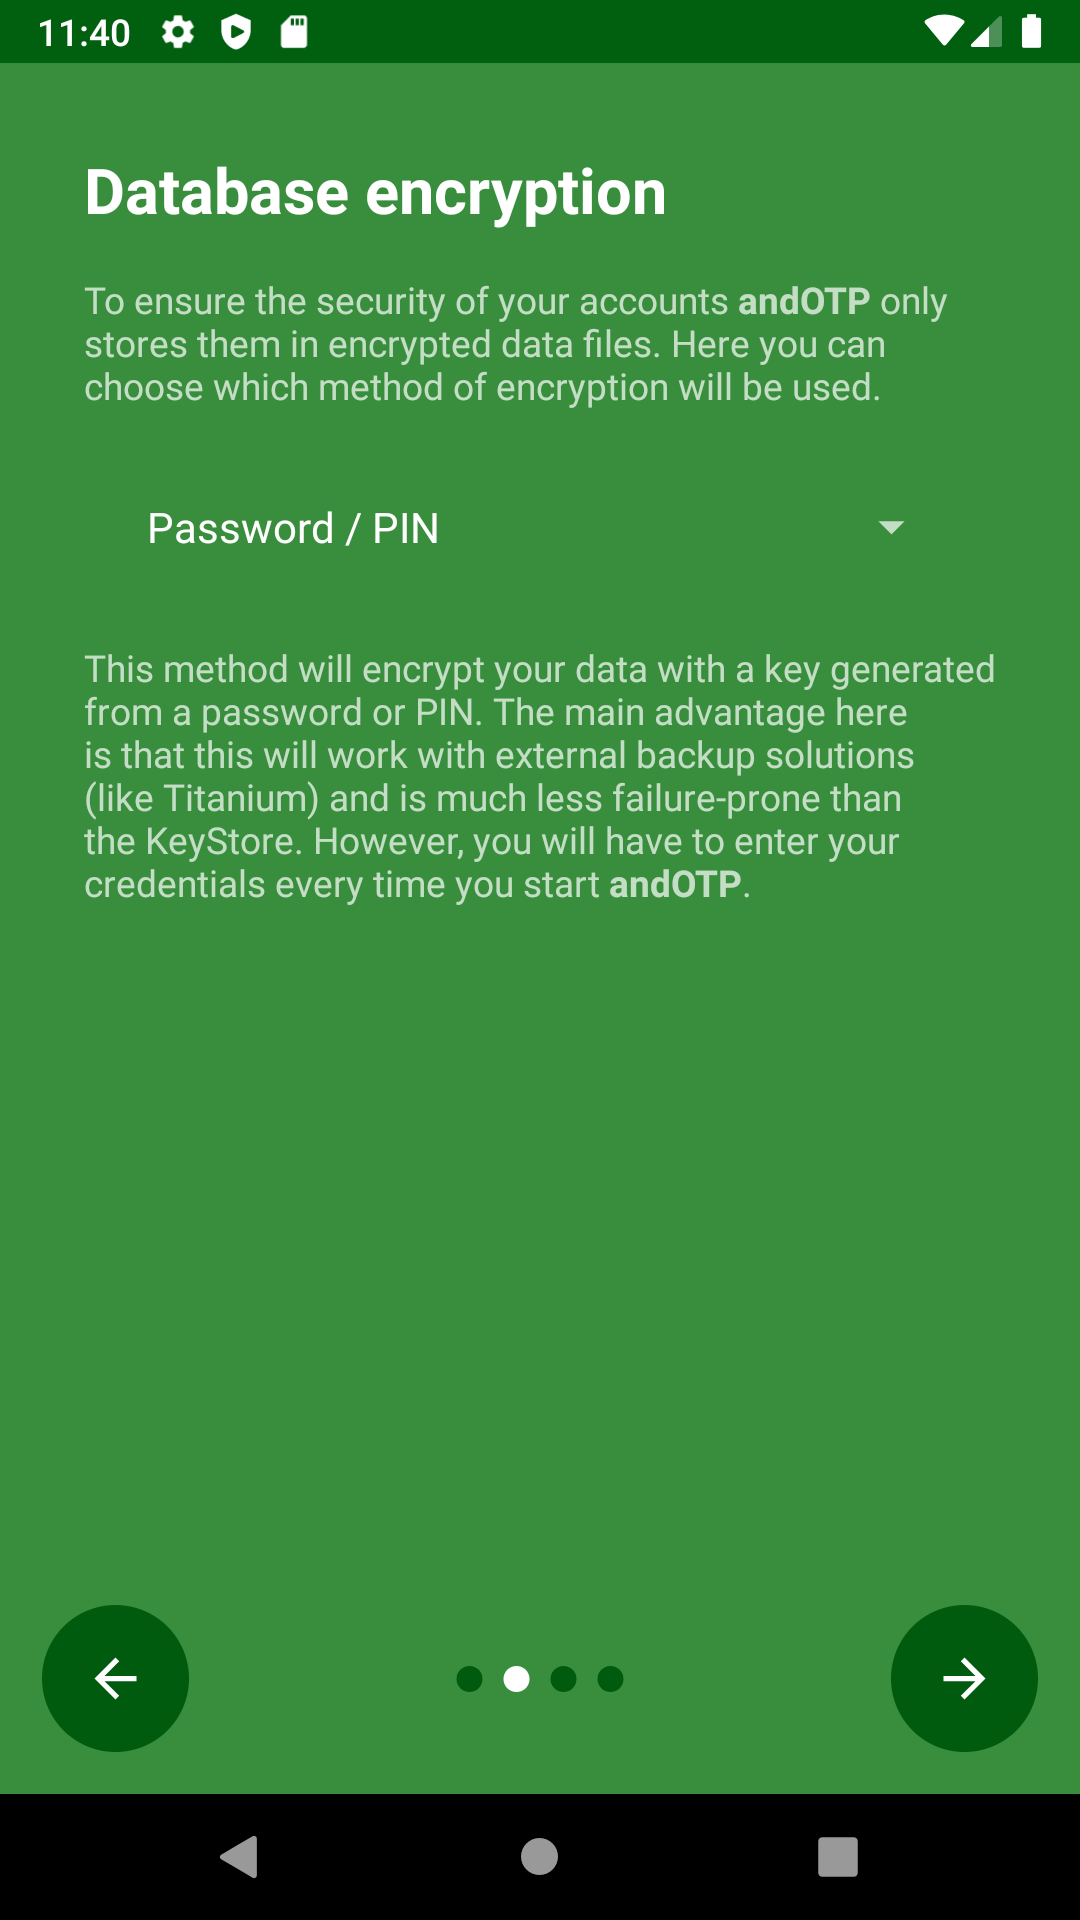 11:40
Database encryption
To ensure the security of your accounts andOTP only
stores them in encrypted data files. Here you can
choose which method of encryption will be used.
Password / PIN
This method will encrypt your data with a key generated
from a password or PIN. The main advantage here
is that this will work with external backup solutions
(like Titanium) and is much less failure-prone than
the KeyStore. However, you will have to enter your
credentials every time you start andOTP.